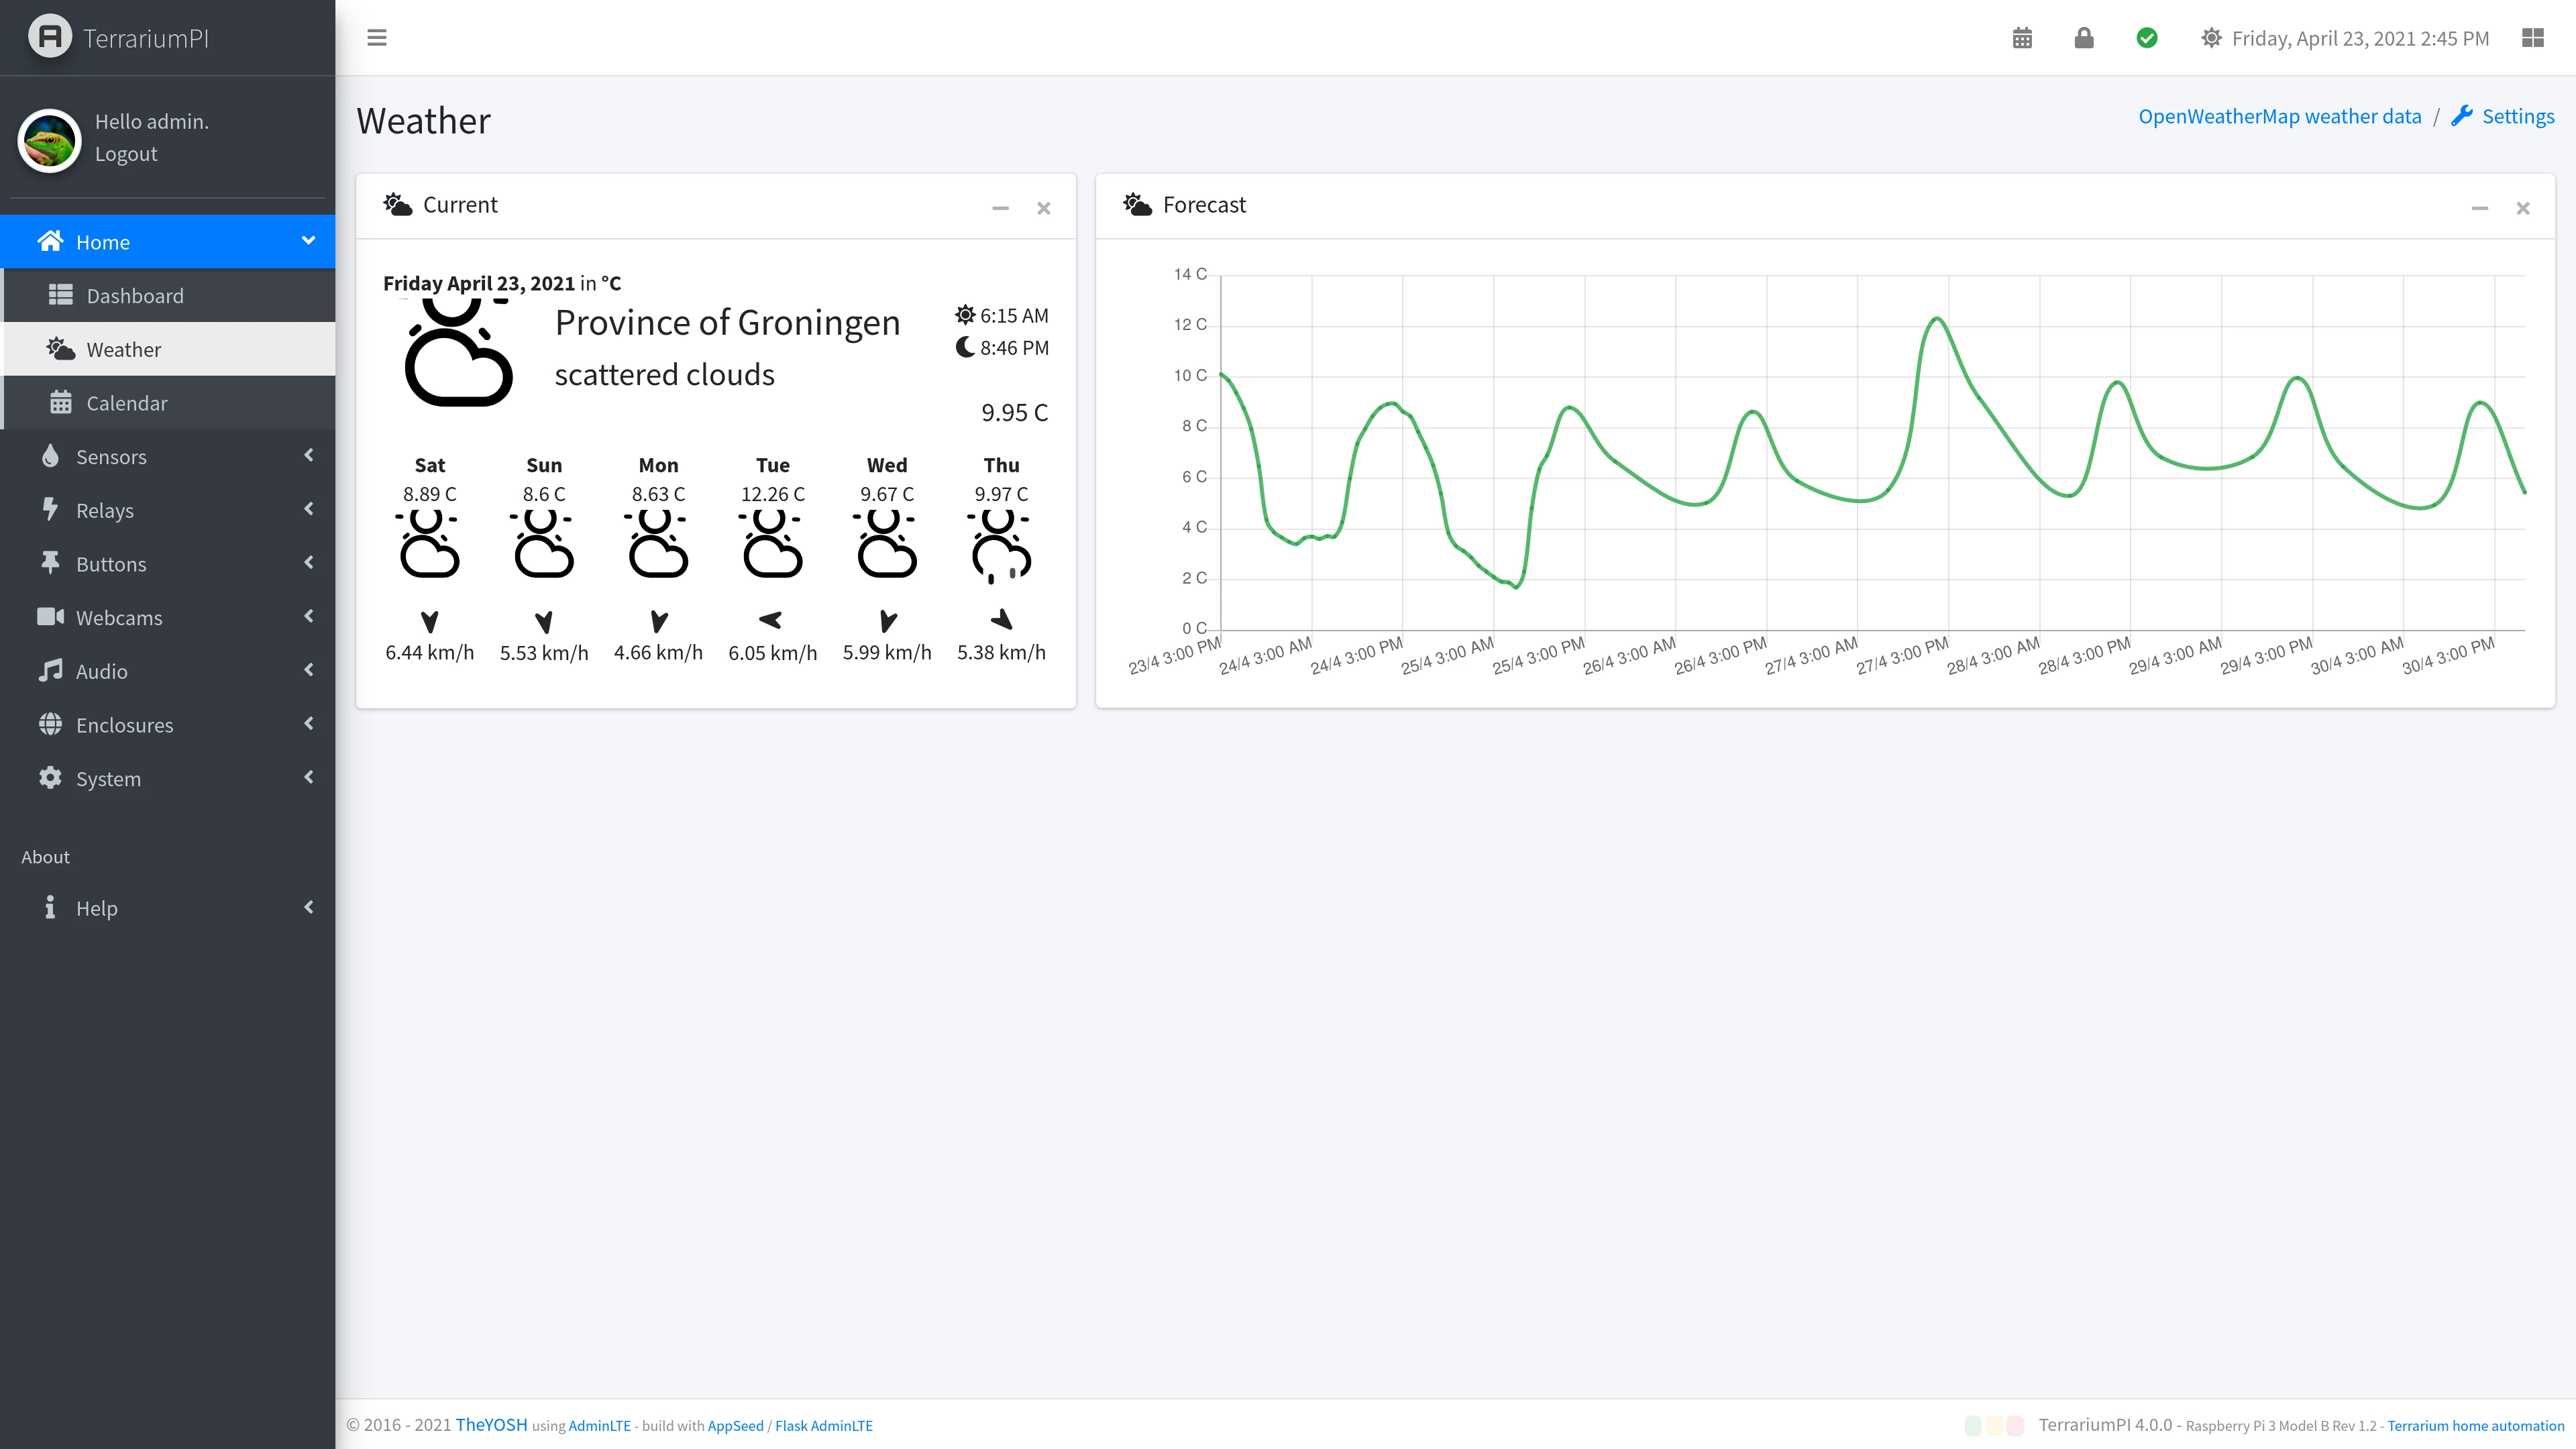 TerrariumPI
Friday, April 23, 2021 2:45 PM
Hello admin.
Logout
Home
Dashboard
Weather
Calendar
Sensors
Relays
Buttons
Webcams
Audio
Enclosures
System
About
Help
Weather
OpenWeatherMap weather data / Settings
Current
Friday April 23, 2021 in °C
Province of Groningen
scattered clouds
6:15 AM
8:46 PM
9.95 C
Sat Sun Mon Tue Wed Thu
8.89 C 8.6 C 8.63 C 12.26 C 9.67 C 9.97 C
6.44 km/h 5.53 km/h 4.66 km/h 6.05 km/h 5.99 km/h 5.38 km/h
Forecast
14 C
12 C
10 C
8 C
6 C
4 C
2 C
0 C
23/4 3:00 PM 24/4 3:00 AM 24/4 3:00 PM 25/4 3:00 AM 25/4 3:00 PM 26/4 3:00 AM 26/4 3:00 PM 27/4 3:00 AM 27/4 3:00 PM 28/4 3:00 AM 28/4 3:00 PM 29/4 3:00 AM 29/4 3:00 PM 30/4 3:00 AM 30/4 3:00 PM
© 2016 - 2021 TheYOSH using AdminLTE - build with AppSeed / Flask AdminLTE
TerrariumPI 4.0.0 - Raspberry Pi 3 Model B Rev 1.2 - Terrarium home automation